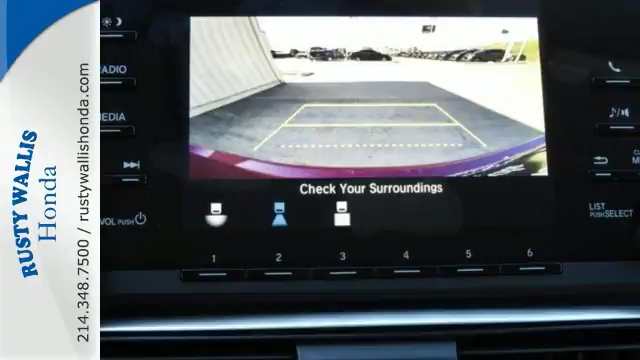 RUSTY WALLIS
Honda
214.348.7500 / rustywallishonda.com
RADIO
MEDIA
VOL PUSH
Check Your Surroundings
1 2 3 4 5 6
LIST
PUSH SELECT